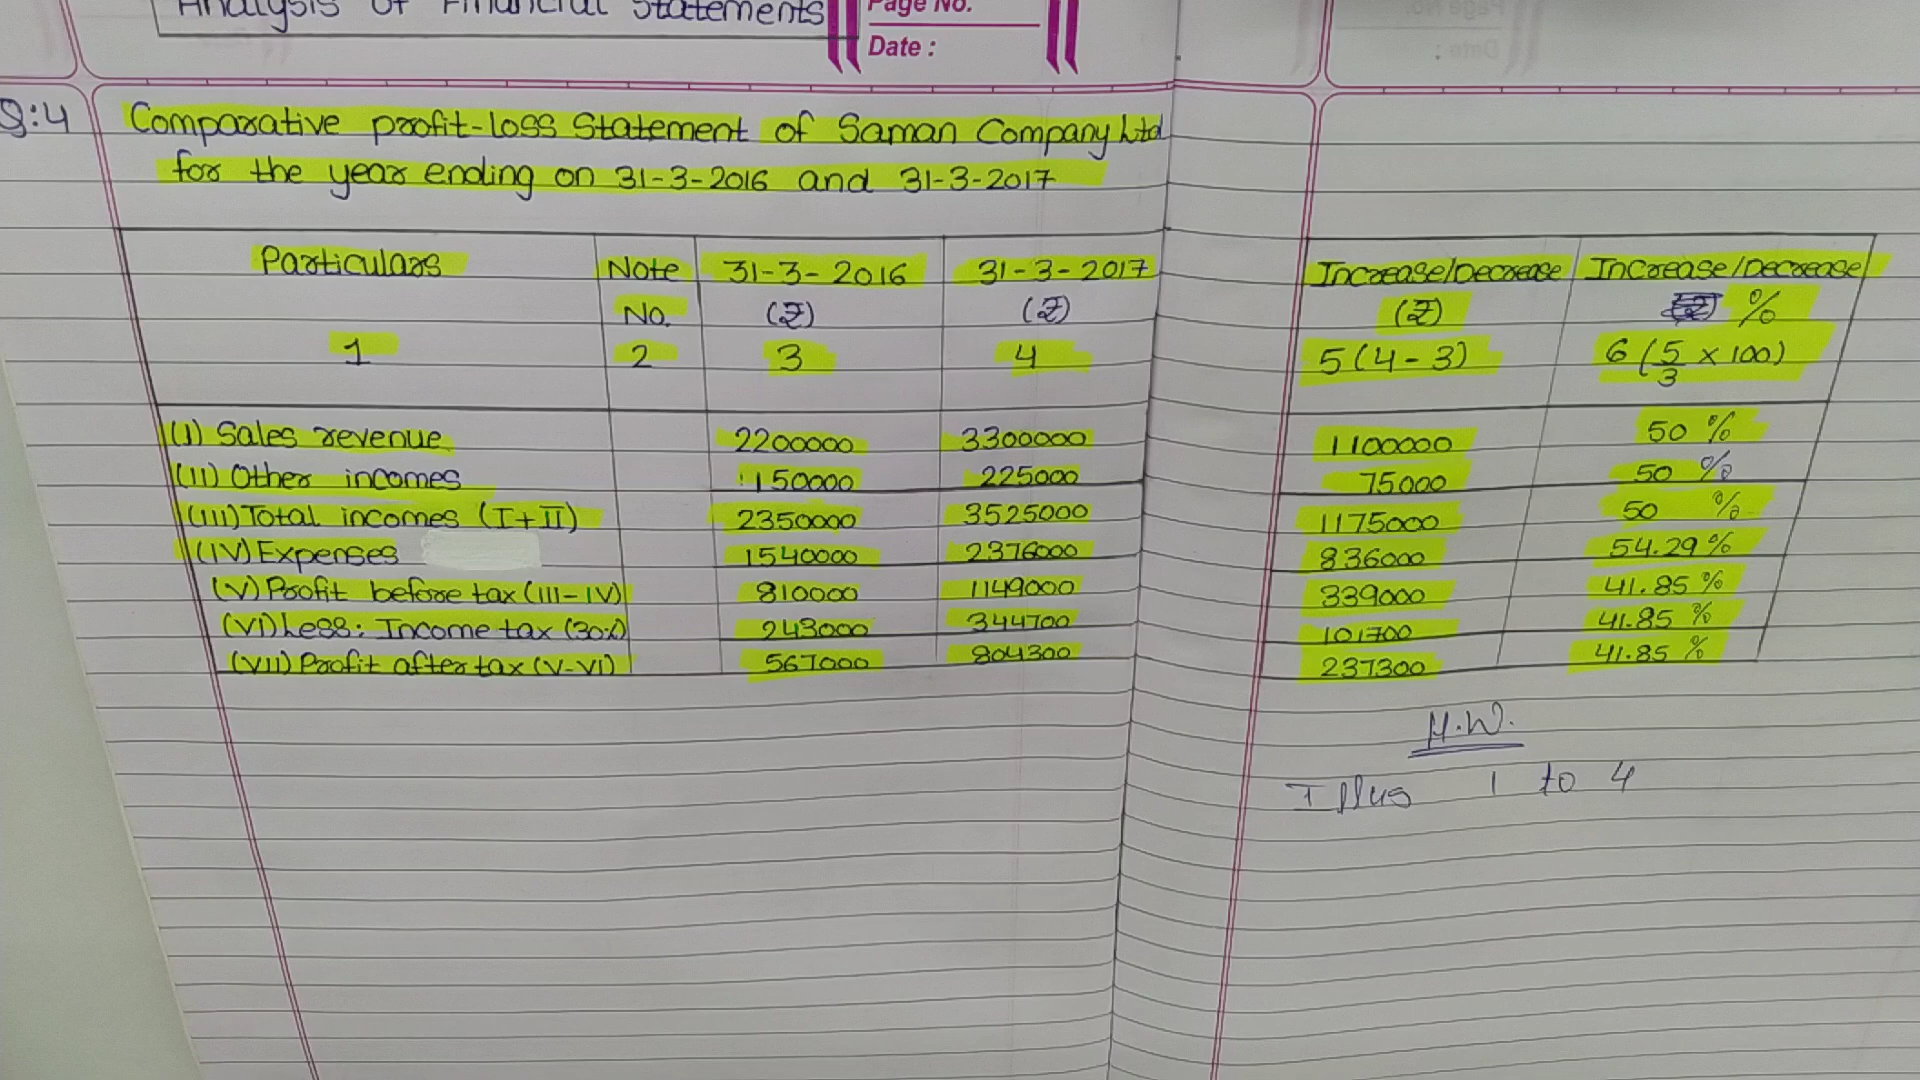 Analysis of Financial Statements
Page No.
Date :
Q:4 Comparative profit-loss Statement of Saman Company Ltd
for the year ending on 31-3-2016 and 31-3-2017
Particulars Note 31-3-2016 31-3-2017 Increase/Decrease Increase/Decrease
No. (₹) (₹) (₹) %
1 2 3 4 5 (4-3) 6 (5/3 x 100)
(I) Sales revenue 2200000 3300000 1100000 50 %
(II) Other incomes 150000 225000 75000 50 %
(III) Total incomes (I+II) 2350000 3525000 1175000 50 %
(IV) Expenses 1540000 2376000 836000 54.29 %
(V) Profit before tax (III-IV) 810000 1149000 339000 41.85 %
(VI) Less: Income tax (30%) 243000 344700 101700 41.85 %
(VII) Profit after tax (V-VI) 567000 804300 237300 41.85 %
H.W.
Illus 1 to 4